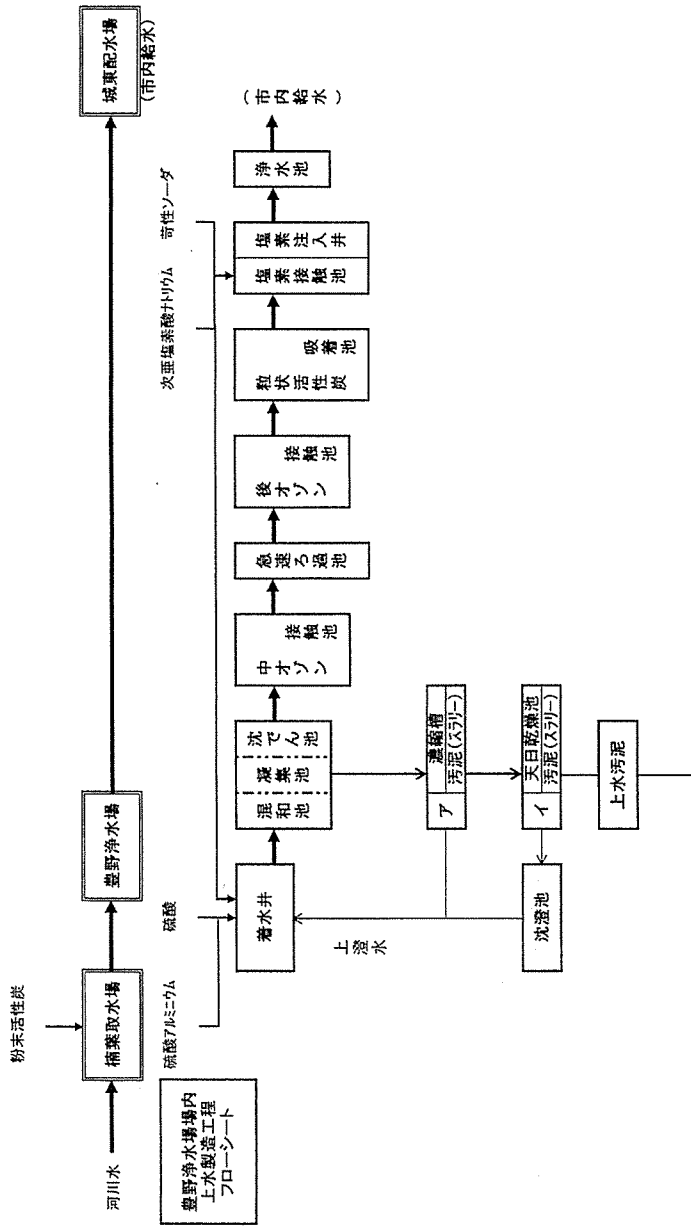 粉末活性炭
河川水
楠葉取水場
豊野浄水場
城東配水場
(市内給水)
豊野浄水場場内
上水製造工程
フローシート
硫酸アルミニウム
硫酸
次亜塩素酸ナトリウム
苛性ソーダ
着水井
混和池
凝集池
沈でん池
中オゾン
接触池
急速ろ過池
後オゾン
接触池
粒状活性炭
吸着池
塩素接触池
塩素注入井
浄水池
(市内給水)
上澄水
ア
濃縮槽
汚泥(スラリー)
イ
天日乾燥池
汚泥(スラリー)
沈澄池
上水汚泥